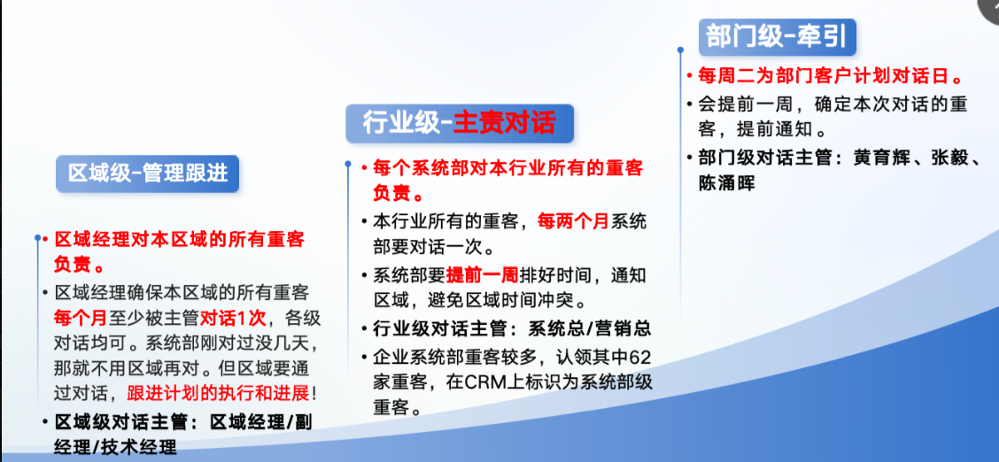 区域级-管理跟进
• 区域经理对本区域的所有重客
负责。
• 区域经理确保本区域的所有重客
每个月至少被主管对话1次，各级
对话均可。系统部刚对过没几天，
那就不用区域再对。但区域要通
过对话，跟进计划的执行和进展！
• 区域级对话主管：区域经理/副
经理/技术经理
行业级-主责对话
• 每个系统部对本行业所有的重客
负责。
• 本行业所有的重客，每两个月系统
部要对话一次。
• 系统部要提前一周排好时间，通知
区域，避免区域时间冲突。
• 行业级对话主管：系统总/营销总
• 企业系统部重客较多，认领其中62
家重客，在CRM上标识为系统部级
重客。
部门级-牵引
• 每周二为部门客户计划对话日。
• 会提前一周，确定本次对话的重
客，提前通知。
• 部门级对话主管：黄育辉、张毅、
陈涌晖